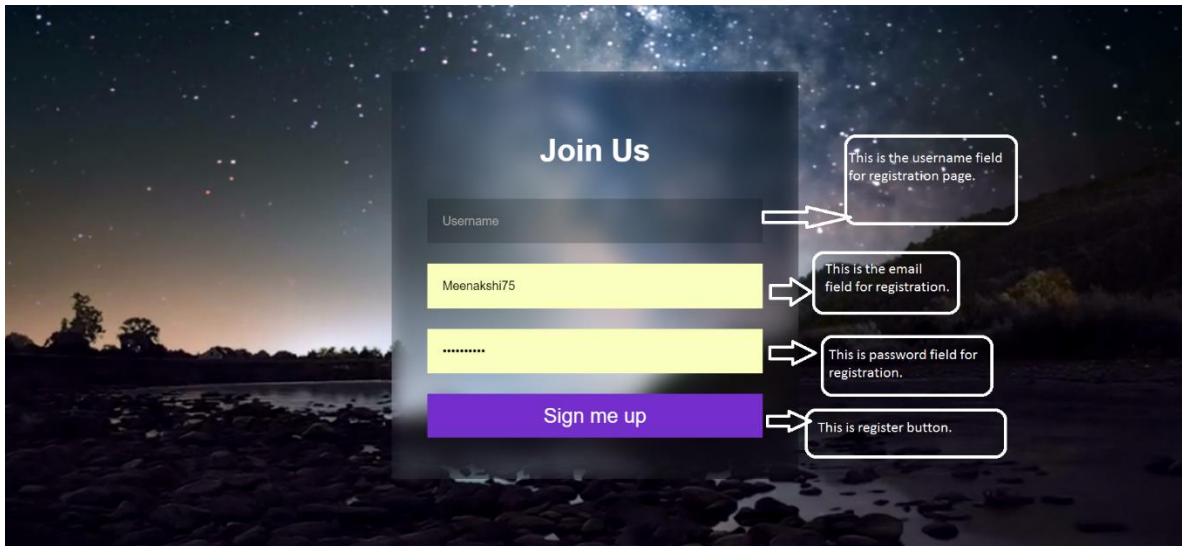 Join Us
This is the username field
for registration page.
Username
This is the email
field for registration.
Meenakshi75
This is password field for
registration.
••••••••••
Sign me up
This is register button.